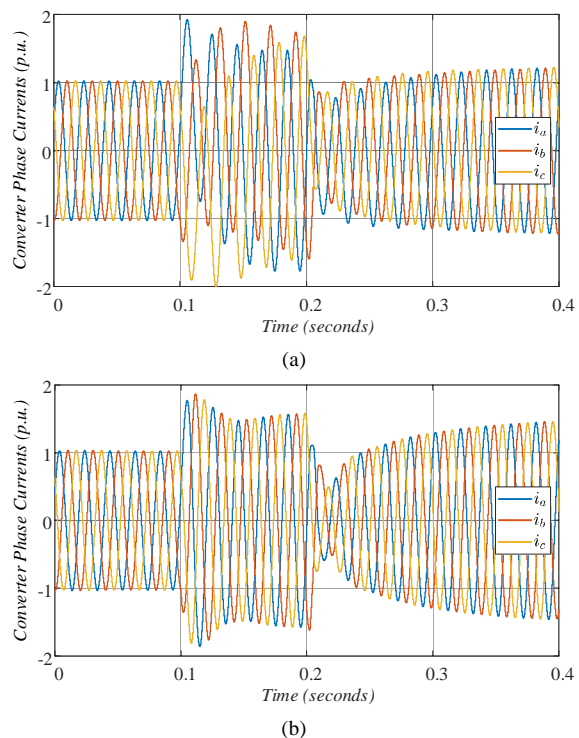 Converter Phase Currents (p.u.)
2
1
0
-1
-2
i_a
i_b
i_c
0
0.1
0.2
0.3
0.4
Time (seconds)
(a)
Converter Phase Currents (p.u.)
2
1
0
-1
-2
i_a
i_b
i_c
0
0.1
0.2
0.3
0.4
Time (seconds)
(b)